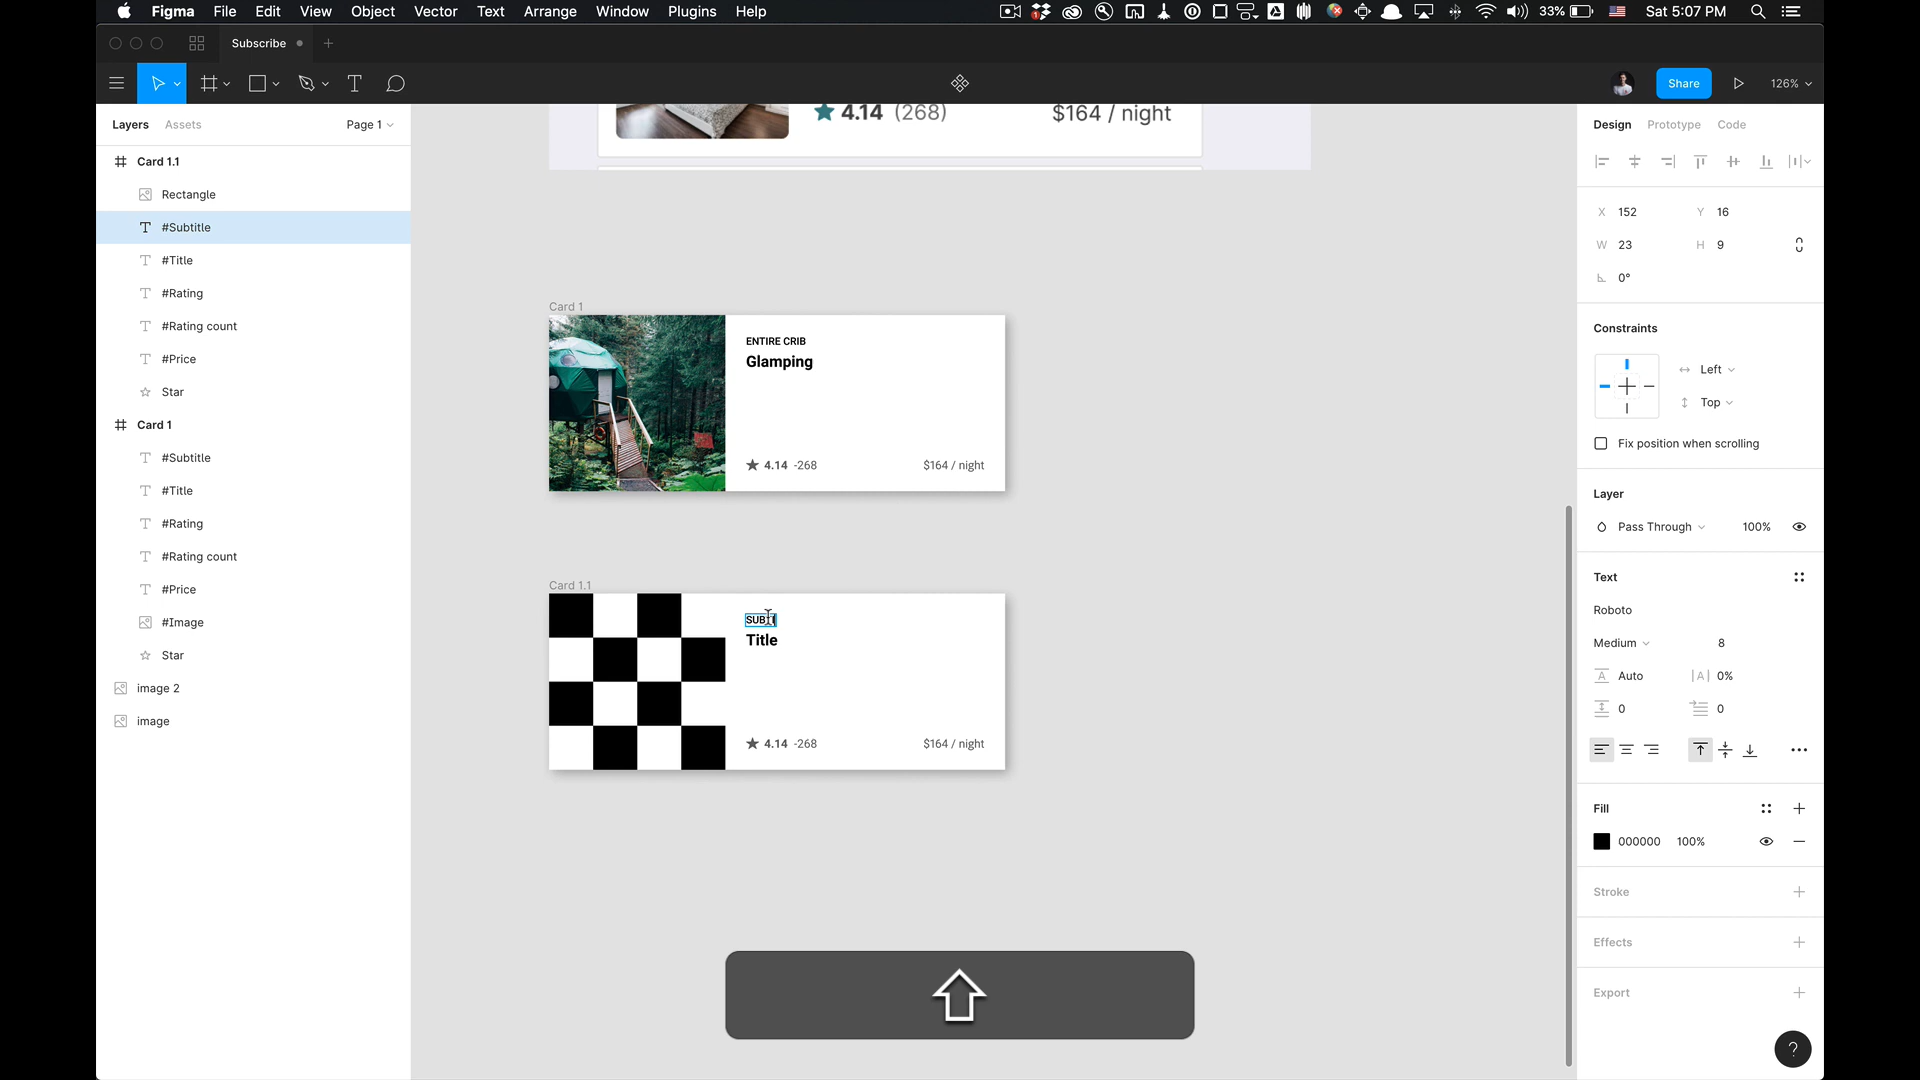 Figma File Edit View Object Vector Text Arrange Window Plugins Help 33% Sat 5:07 PM
Subscribe
Share 126%
Layers Assets Page 1
Card 1.1
Rectangle
#Subtitle
#Title
#Rating
#Rating count
#Price
Star
Card 1
#Subtitle
#Title
#Rating
#Rating count
#Price
#Image
Star
image 2
image
4.14 (268) $164 / night
Card 1
ENTIRE CRIB
Glamping
4.14 -268 $164 / night
Card 1.1
SUBTI
Title
4.14 -268 $164 / night
Design Prototype Code
X 152 Y 16
W 23 H 9
0°
Constraints
Left
Top
Fix position when scrolling
Layer
Pass Through 100%
Text
Roboto
Medium 8
A Auto |A| 0%
0 0
Fill
000000 100%
Stroke
Effects
Export
?